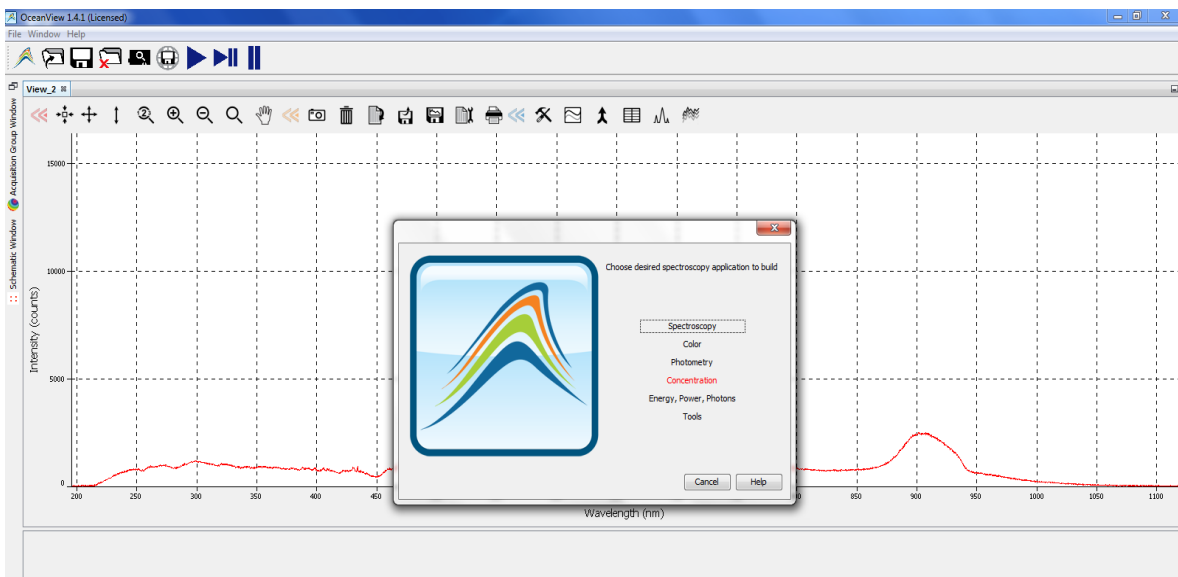 OceanView 1.4.1 (Licensed)
File Window Help
View_2
Acquisition Group Window
Schematic Window
Intensity (counts)
15000
10000
5000
0
Choose desired spectroscopy application to build
Spectroscopy
Color
Photometry
Concentration
Energy, Power, Photons
Tools
Cancel Help
200 250 300 350 400 450 850 900 950 1000 1050 1100
Wavelength (nm)